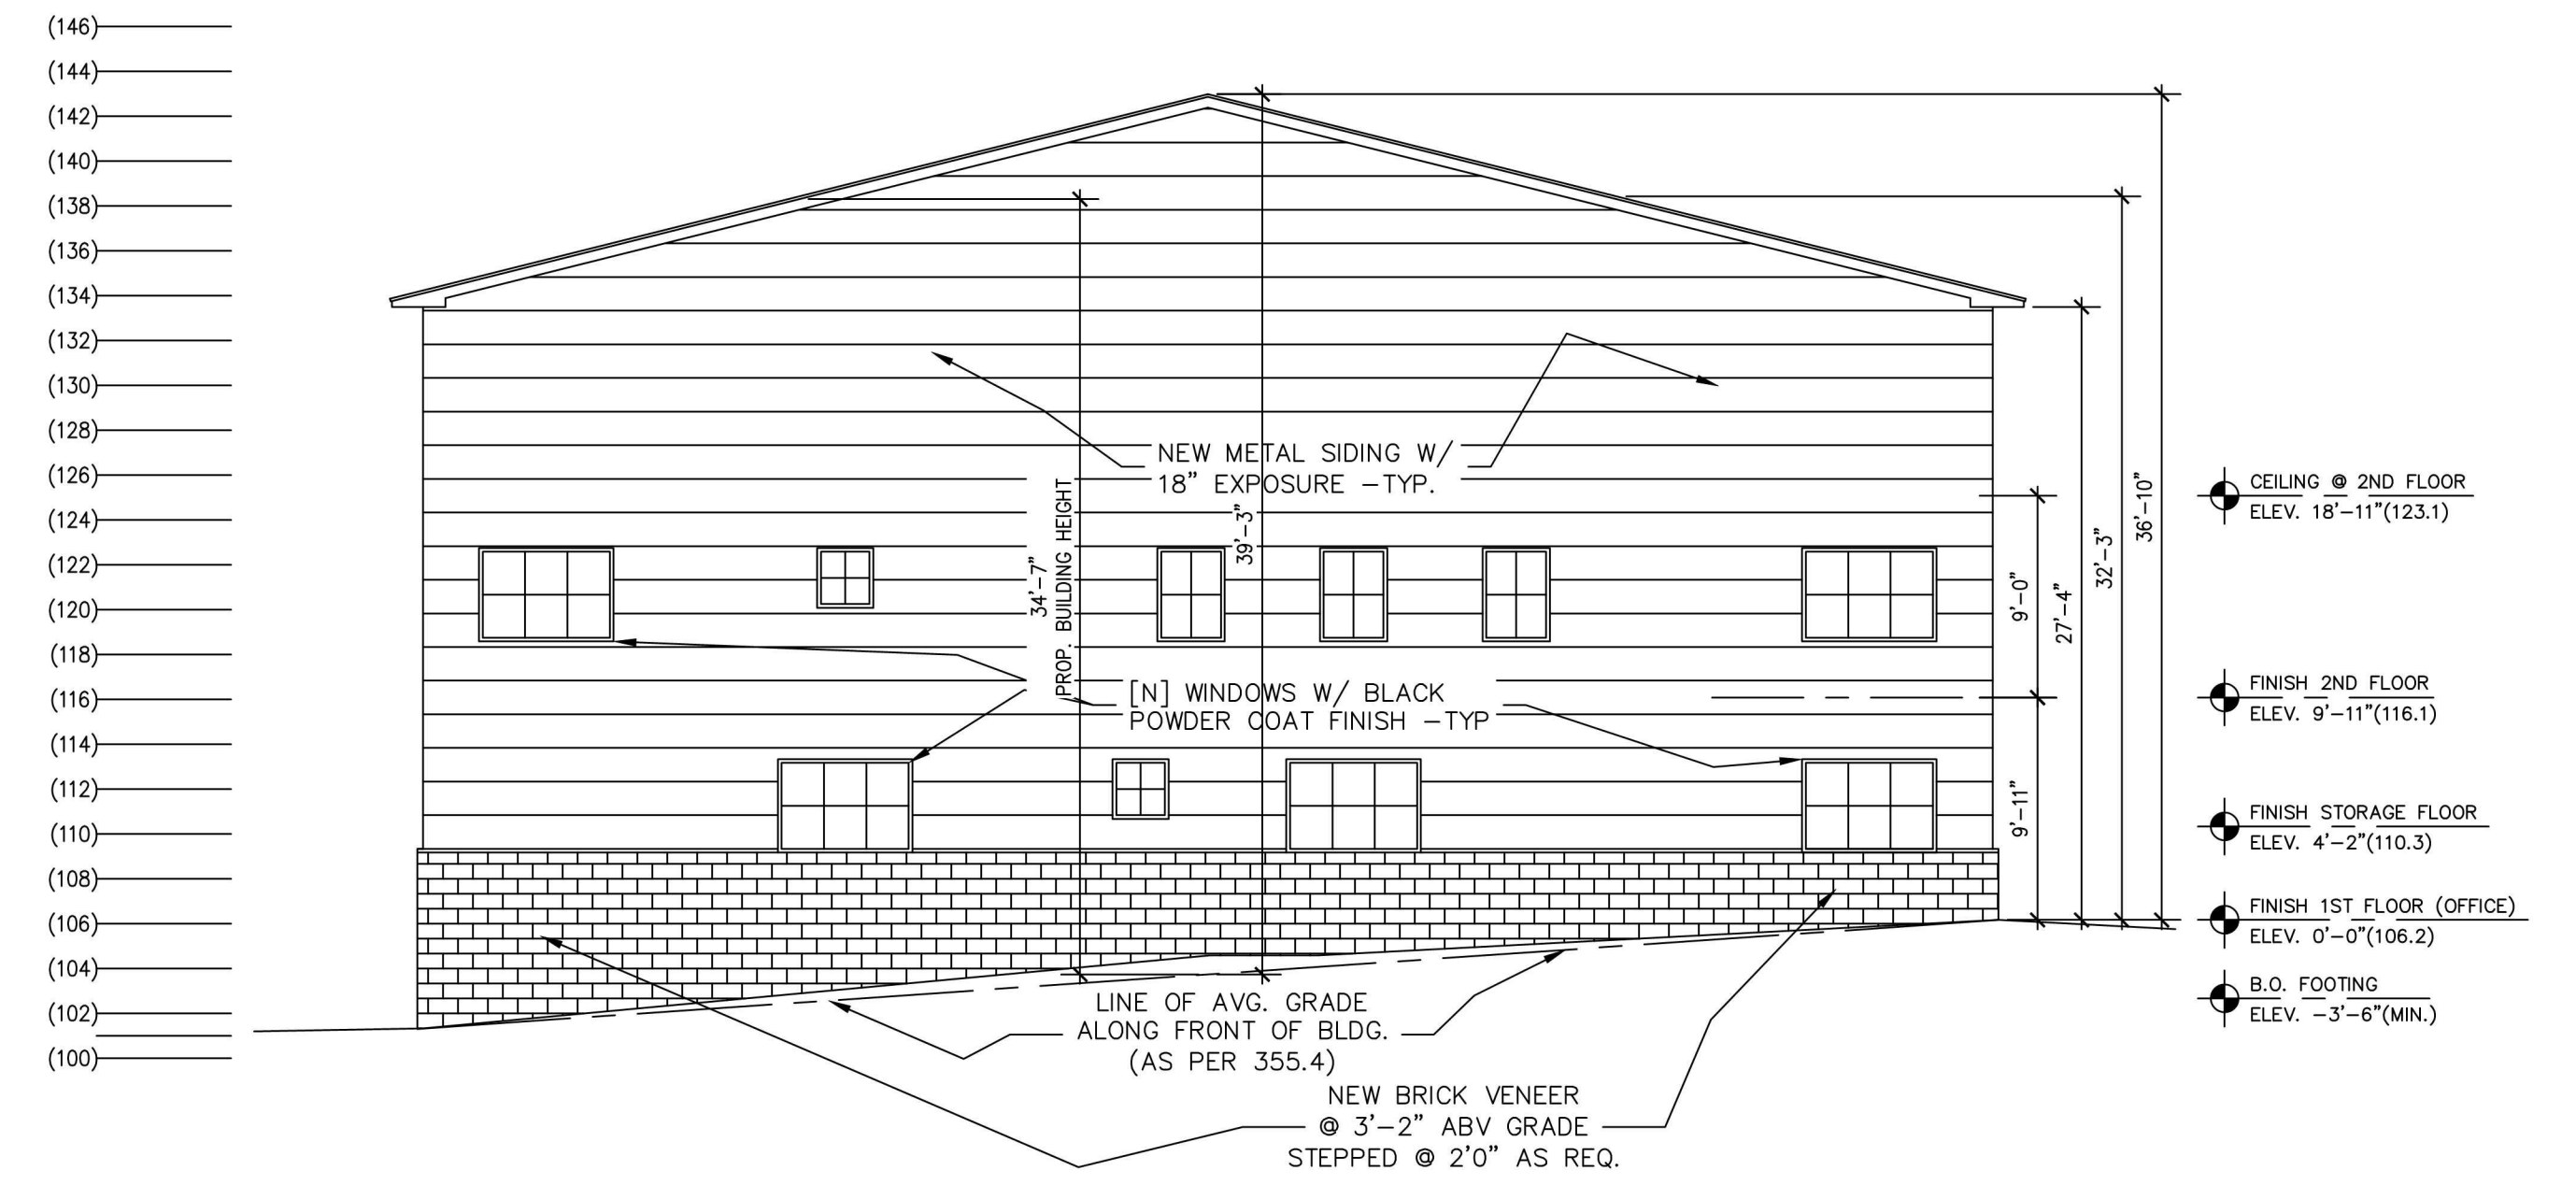 (146)
(144)
(142)
(140)
(138)
(136)
(134)
(132)
(130)
(128)
(126)
(124)
(122)
(120)
(118)
(116)
(114)
(112)
(110)
(108)
(106)
(104)
(102)
(100)
NEW METAL SIDING W/
18” EXPOSURE –TYP.
34’–7”
PROP. BUILDING HEIGHT
39’–3”
[N] WINDOWS W/ BLACK
POWDER COAT FINISH –TYP
LINE OF AVG. GRADE
ALONG FRONT OF BLDG.
(AS PER 355.4)
NEW BRICK VENEER
@ 3’–2” ABV GRADE
STEPPED @ 2’0” AS REQ.
9’–0”
9’–11”
27’–4”
32’–3”
36’–10”
CEILING @ 2ND FLOOR
ELEV. 18’–11”(123.1)
FINISH 2ND FLOOR
ELEV. 9’–11”(116.1)
FINISH STORAGE FLOOR
ELEV. 4’–2”(110.3)
FINISH 1ST FLOOR (OFFICE)
ELEV. 0’–0”(106.2)
B.O. FOOTING
ELEV. –3’–6”(MIN.)